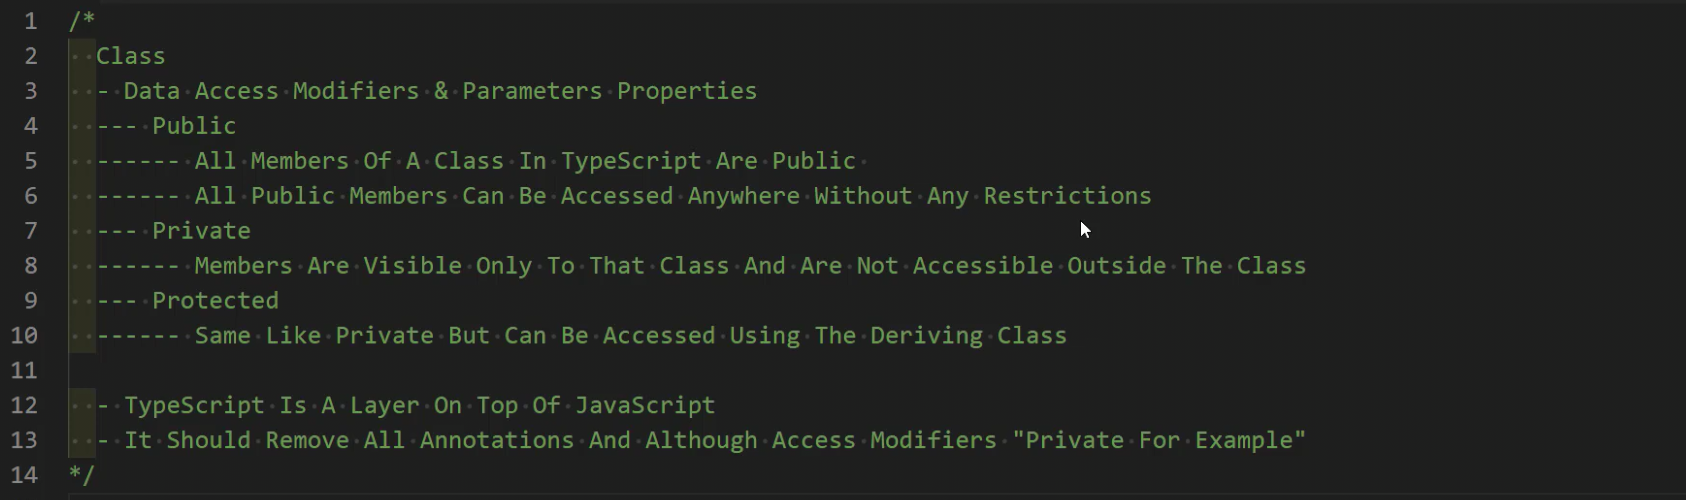 1 /*
2   Class
3   - Data Access Modifiers & Parameters Properties
4   --- Public
5   ------ All Members Of A Class In TypeScript Are Public
6   ------ All Public Members Can Be Accessed Anywhere Without Any Restrictions
7   --- Private
8   ------ Members Are Visible Only To That Class And Are Not Accessible Outside The Class
9   --- Protected
10   ------ Same Like Private But Can Be Accessed Using The Deriving Class
11
12   - TypeScript Is A Layer On Top Of JavaScript
13   - It Should Remove All Annotations And Although Access Modifiers "Private For Example"
14 */